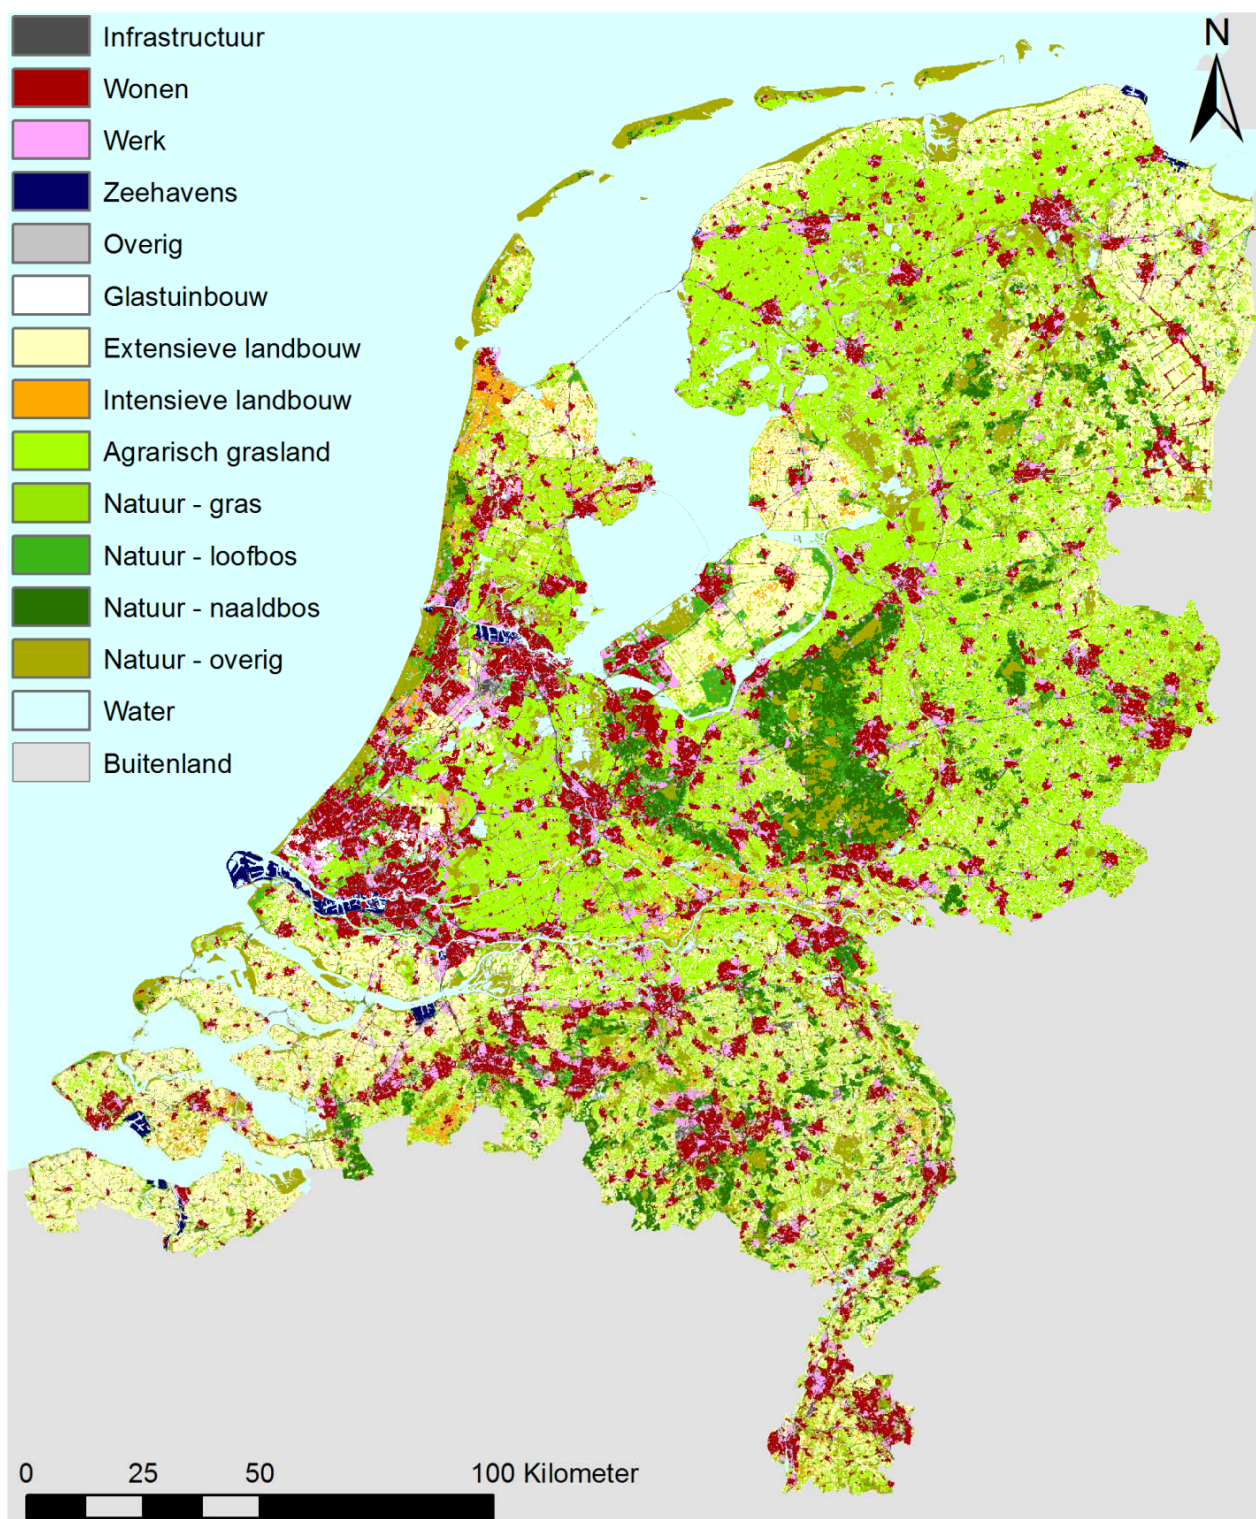 Infrastructuur
Wonen
Werk
Zeehavens
Overig
Glastuinbouw
Extensieve landbouw
Intensieve landbouw
Agrarisch grasland
Natuur - gras
Natuur - loofbos
Natuur - naaldbos
Natuur - overig
Water
Buitenland
N
0 25 50 100 Kilometer